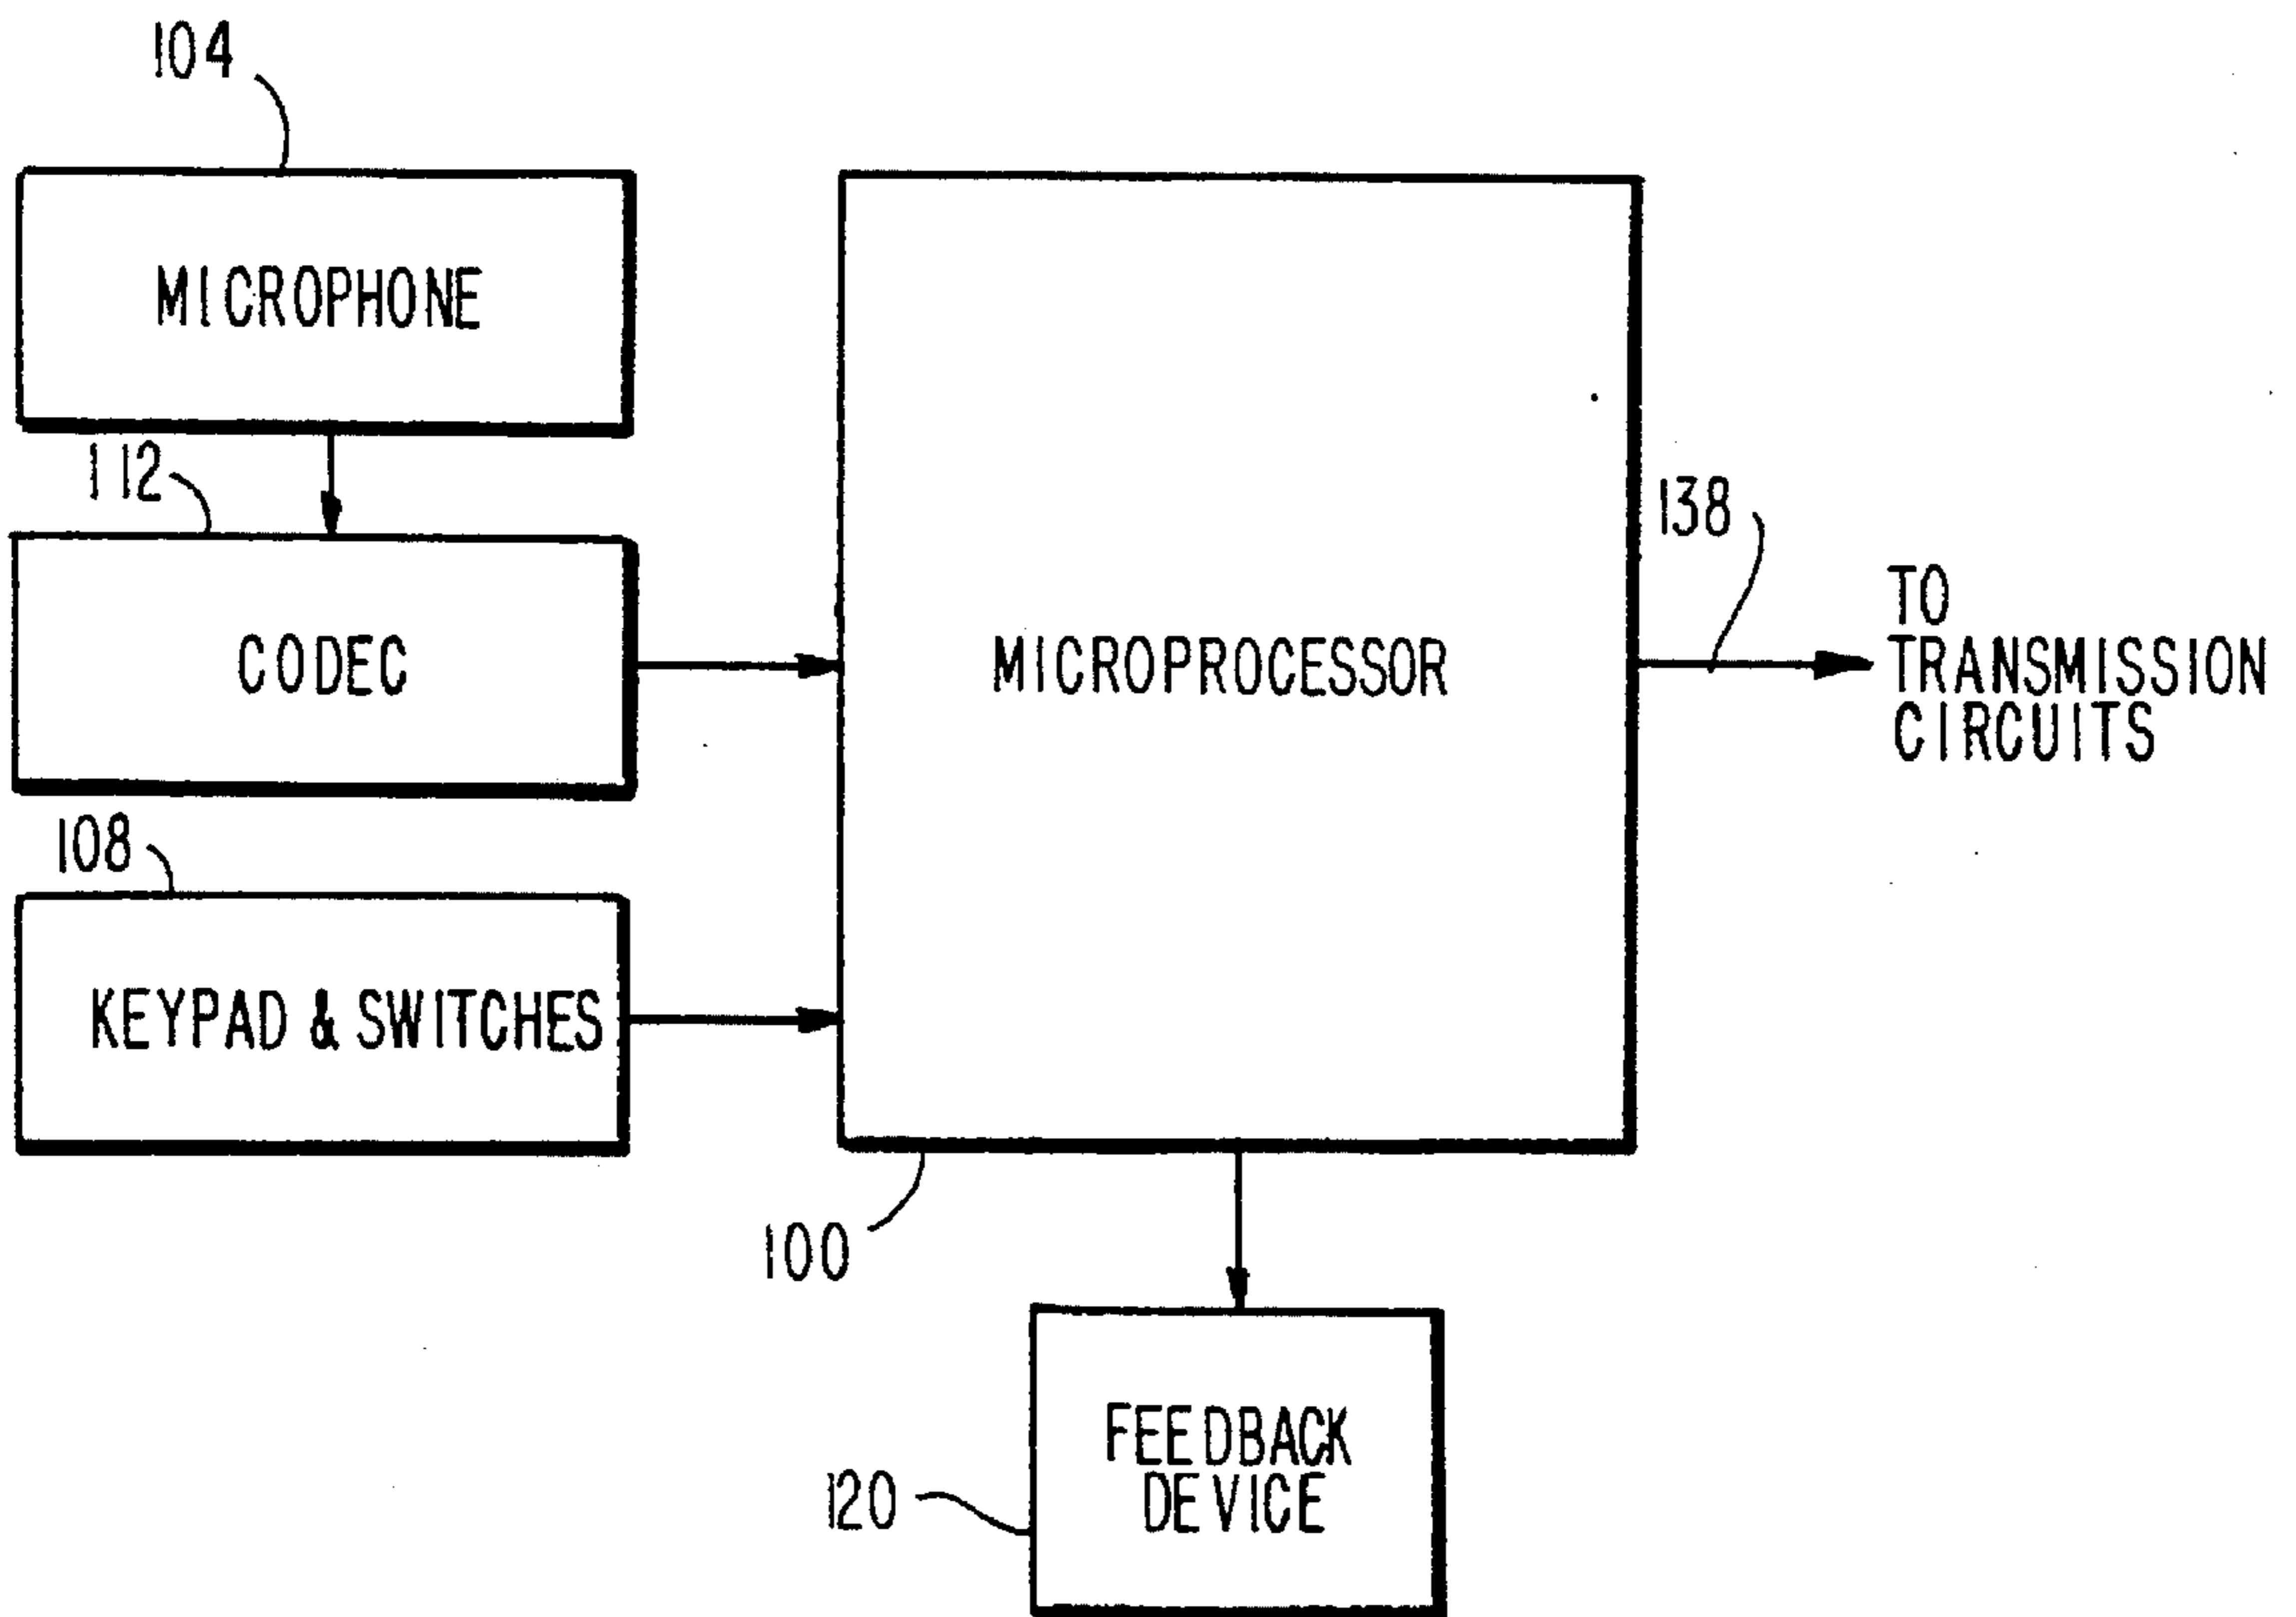 104
MICROPHONE
112
CODEC
108
KEYPAD & SWITCHES
MICROPROCESSOR
100
138
TO
TRANSMISSION
CIRCUITS
FEEDBACK
DEVICE
120